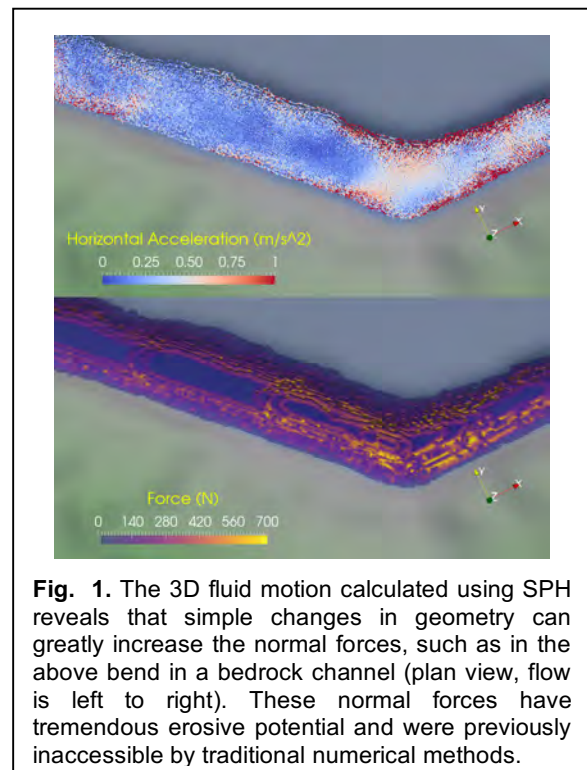 Horizontal Acceleration (m/s^2)
0 0.25 0.50 0.75 1
Y
Z X
Force (N)
0 140 280 420 560 700
Y
Z X
Fig. 1. The 3D fluid motion calculated using SPH
reveals that simple changes in geometry can
greatly increase the normal forces, such as in the
above bend in a bedrock channel (plan view, flow
is left to right). These normal forces have
tremendous erosive potential and were previously
inaccessible by traditional numerical methods.